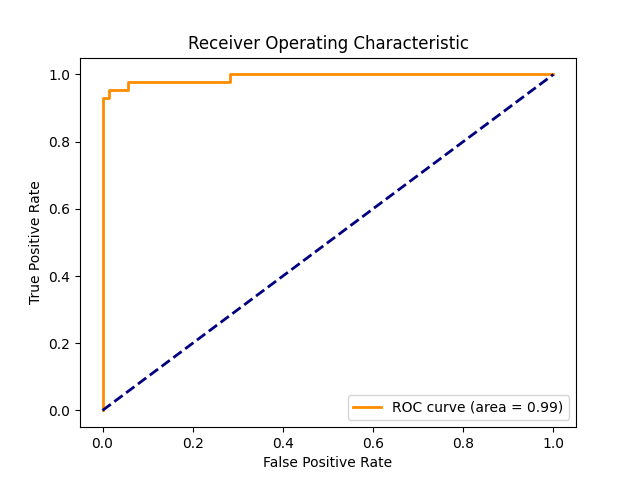 Receiver Operating Characteristic
1.0
0.8
0.6
0.4
0.2
0.0
True Positive Rate
ROC curve (area = 0.99)
0.0 0.2 0.4 0.6 0.8 1.0
False Positive Rate